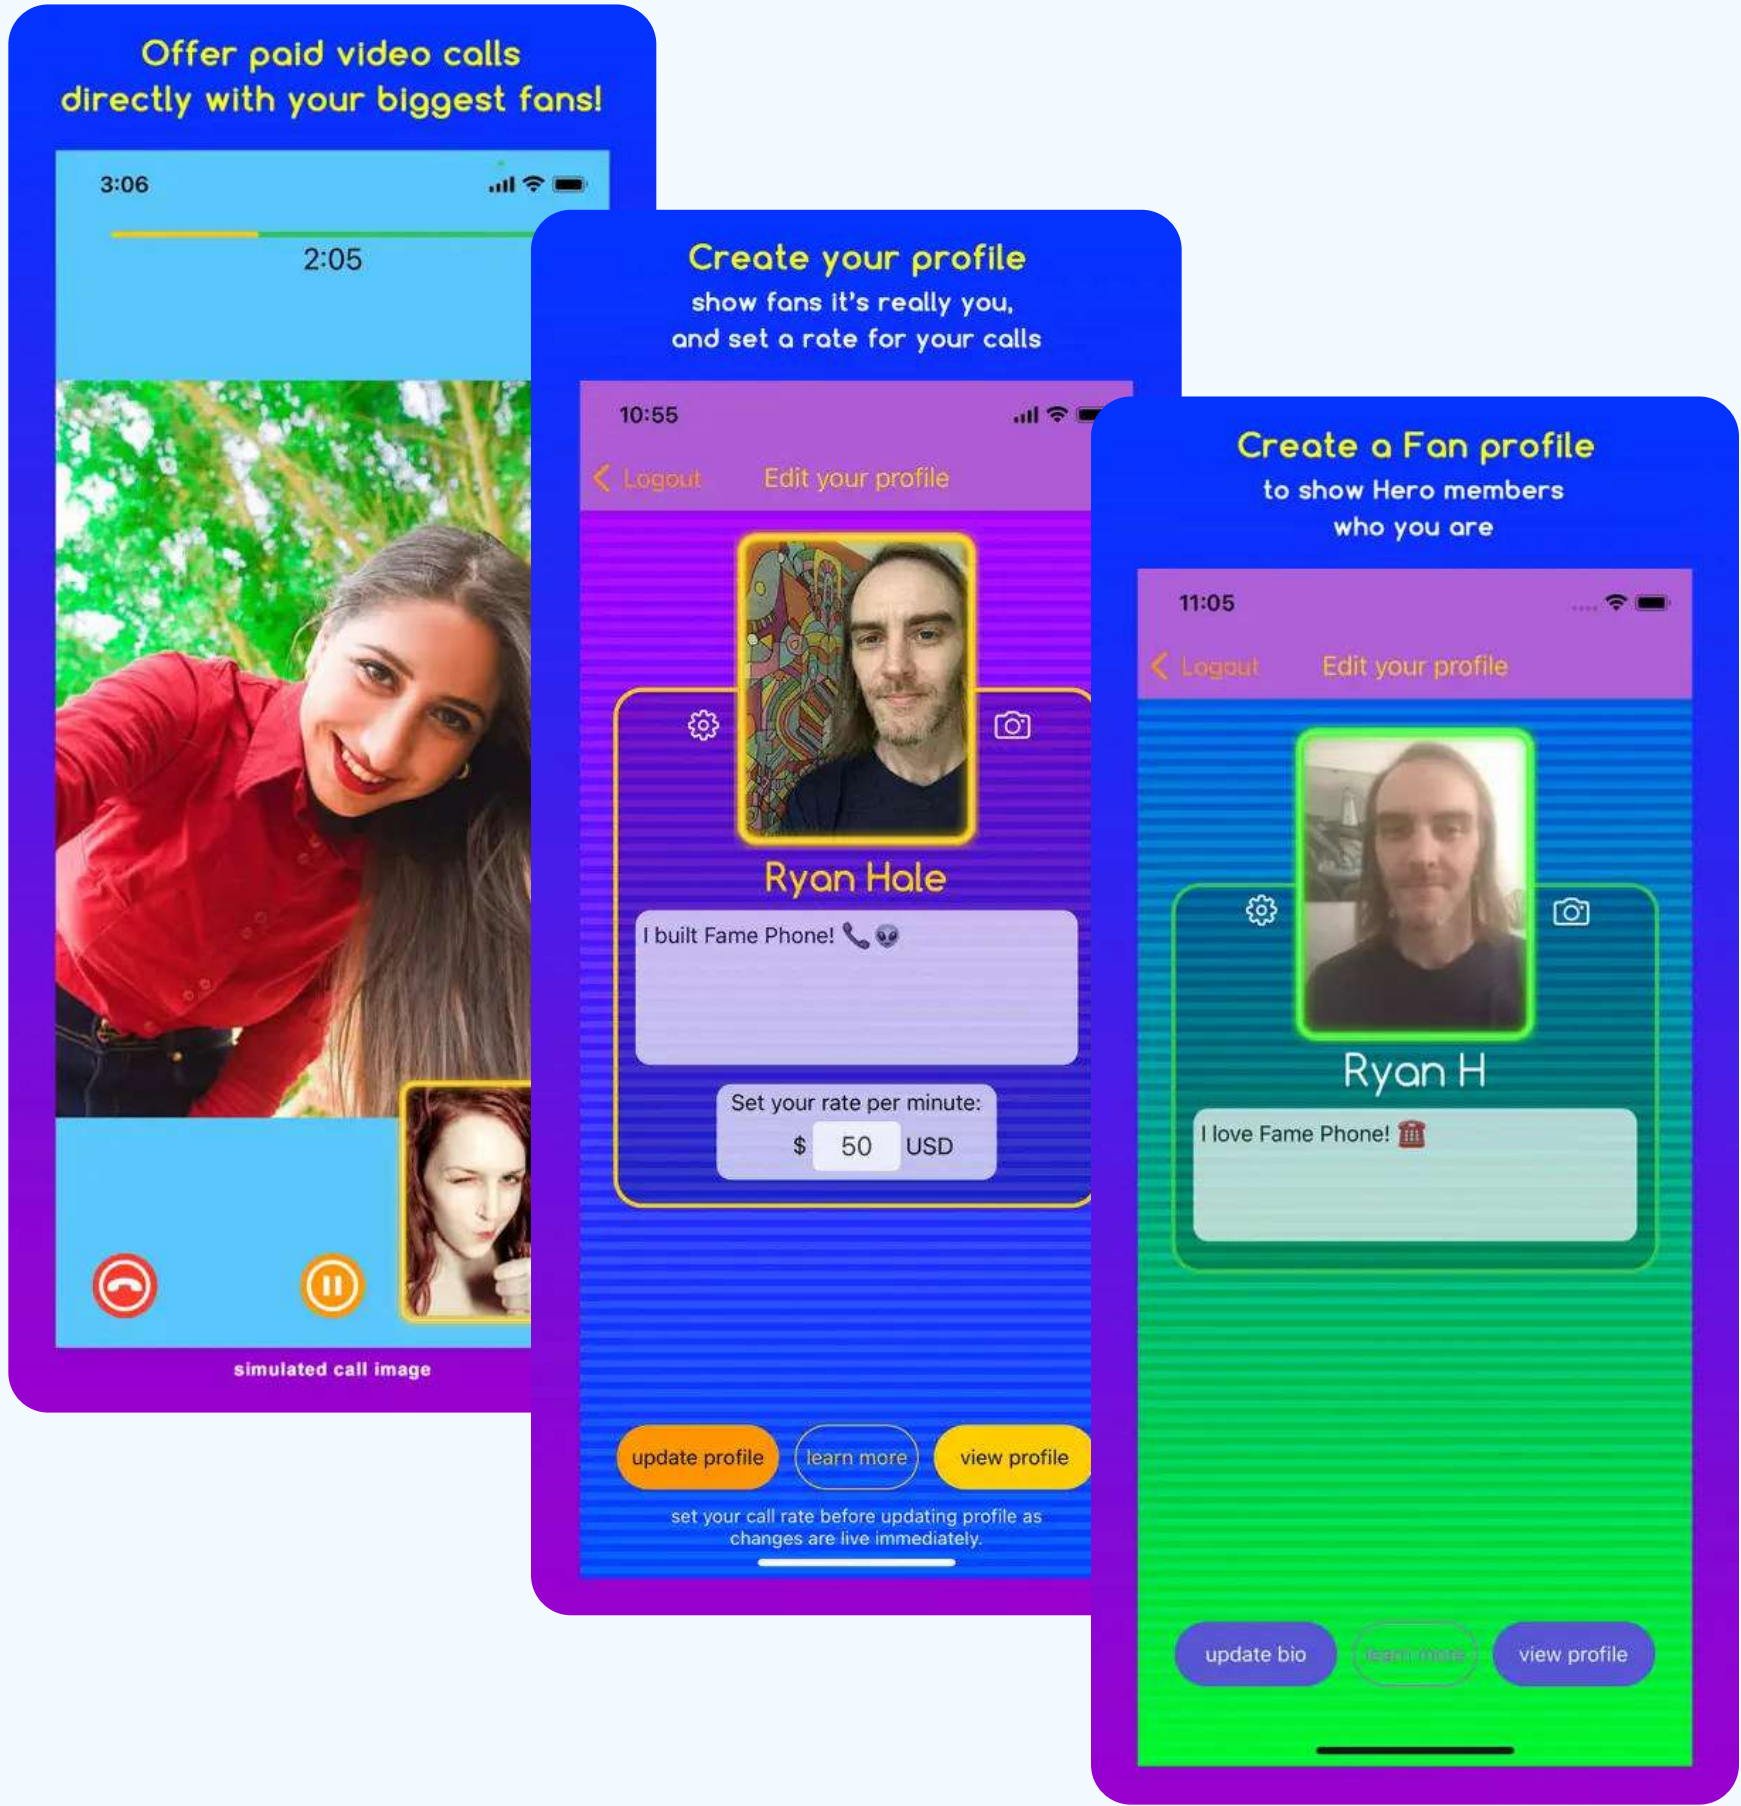 Offer paid video calls
directly with your biggest fans!
3:06
2:05
simulated call image
Create your profile
show fans it's really you,
and set a rate for your calls
10:55
Logout
Edit your profile
Ryan Hale
I built Fame Phone! 📞 👽
Set your rate per minute:
$ 50 USD
update profile
learn more
view profile
set your call rate before updating profile as
changes are live immediately.
Create a Fan profile
to show Hero members
who you are
11:05
Logout
Edit your profile
Ryan H
I love Fame Phone! ☎️
update bio
learn more
view profile